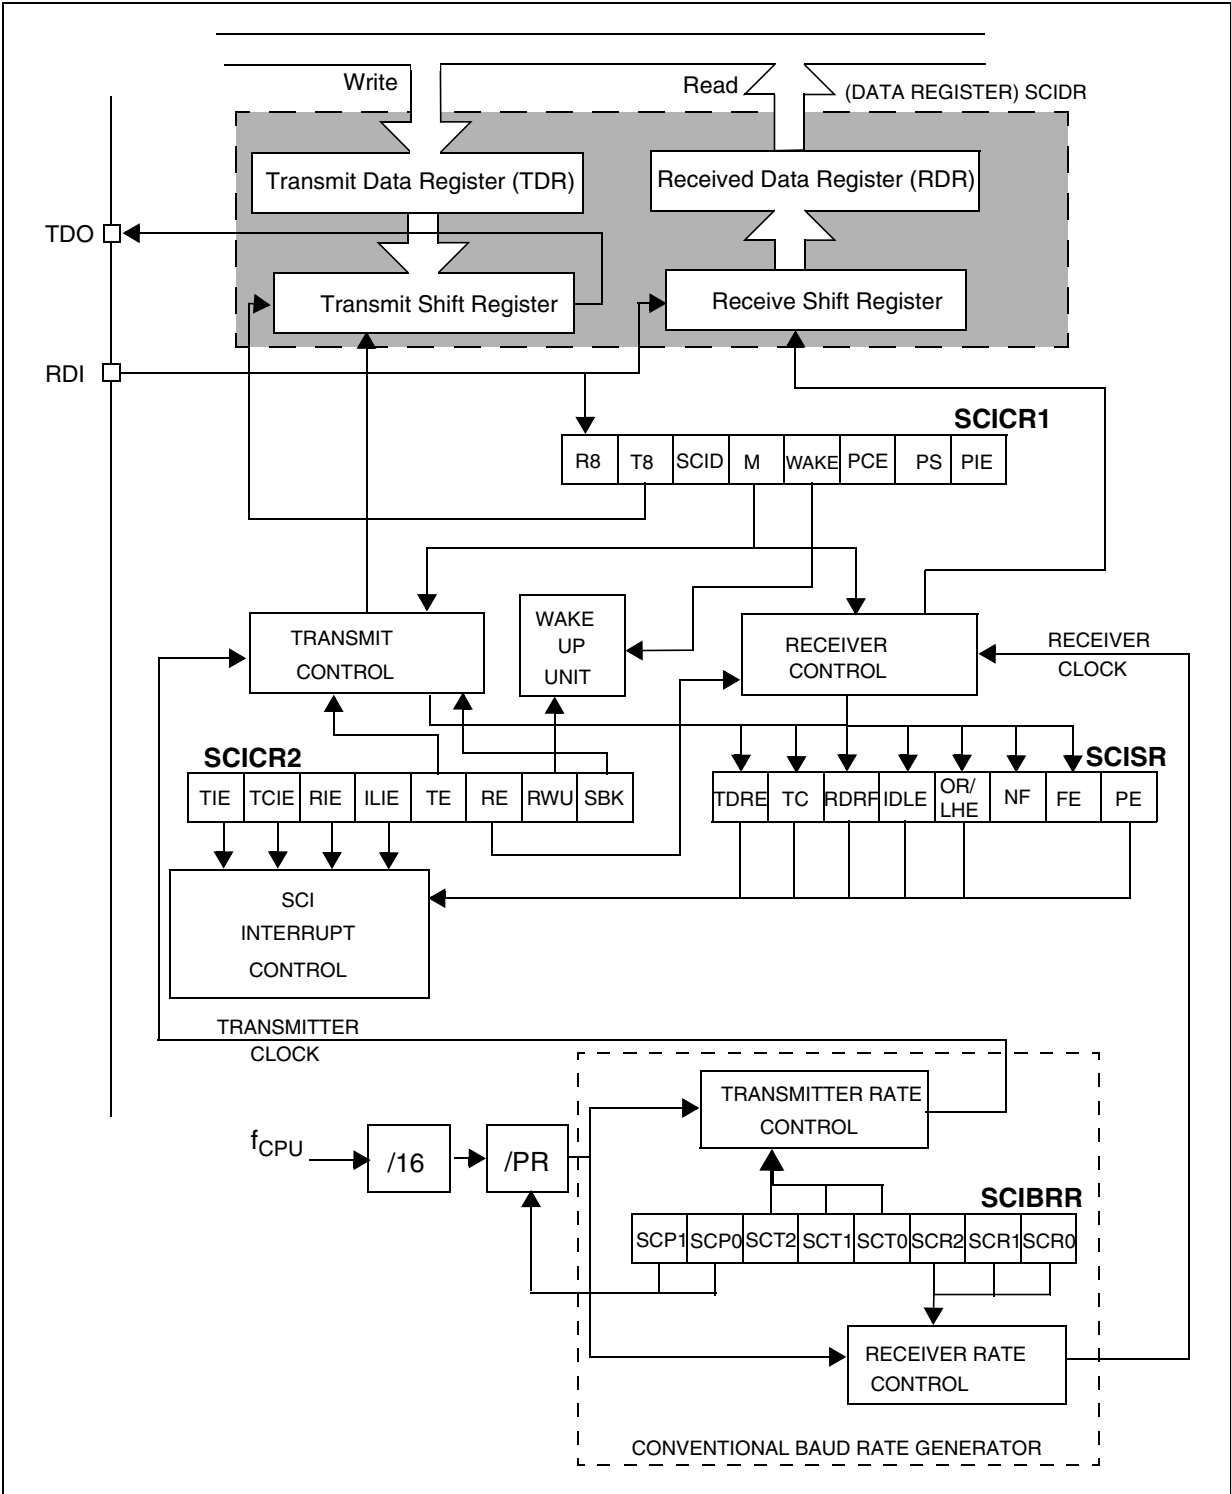 Write
Read
(DATA REGISTER) SCIDR
Transmit Data Register (TDR)
Received Data Register (RDR)
TDO
Transmit Shift Register
Receive Shift Register
RDI
SCICR1
R8 T8 SCID M WAKE PCE PS PIE
TRANSMIT
CONTROL
WAKE
UP
UNIT
RECEIVER
CONTROL
RECEIVER
CLOCK
SCICR2
TIE TCIE RIE ILIE TE RE RWU SBK
SCISR
TDRE TC RDRF IDLE OR/
LHE NF FE PE
SCI
INTERRUPT
CONTROL
TRANSMITTER
CLOCK
TRANSMITTER RATE
CONTROL
fCPU
/16
/PR
SCIBRR
SCP1 SCP0 SCT2 SCT1 SCT0 SCR2 SCR1 SCR0
RECEIVER RATE
CONTROL
CONVENTIONAL BAUD RATE GENERATOR